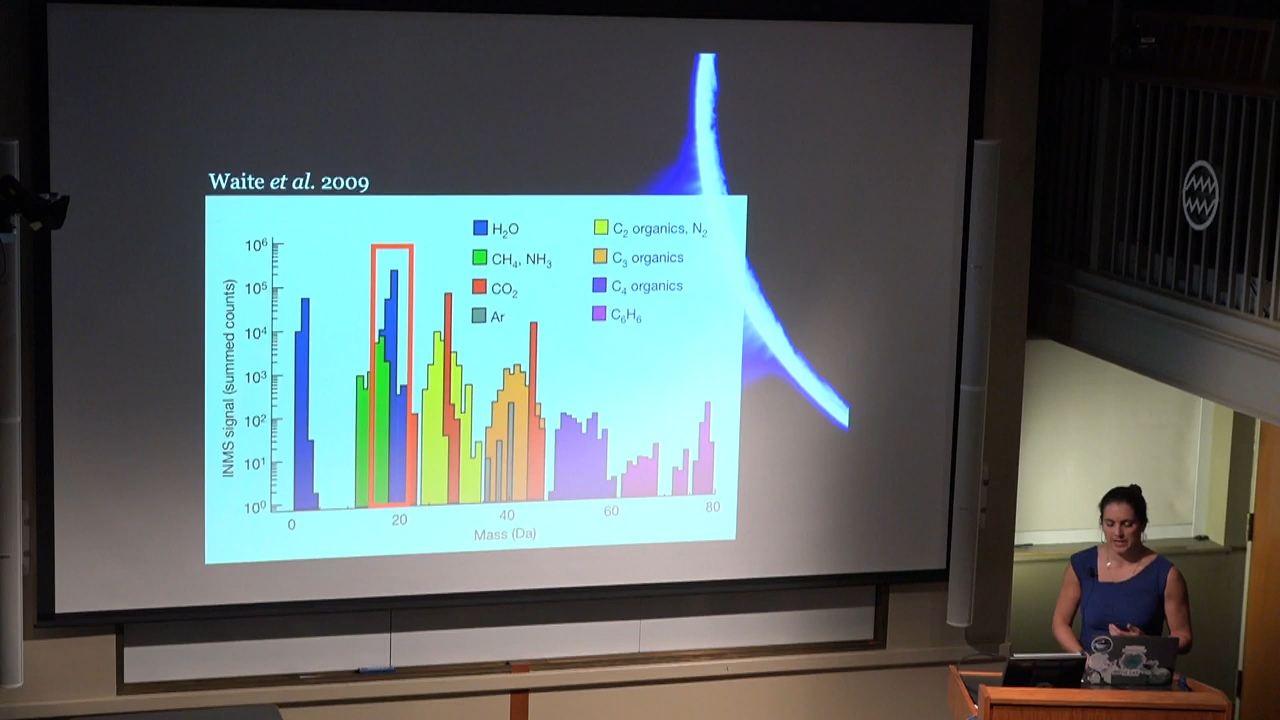 Waite et al. 2009
H₂O
C₂ organics, N₂
CH₄, NH₃
C₃ organics
CO₂
C₄ organics
Ar
C₆H₆
INMS signal (summed counts)
10⁶
10⁵
10⁴
10³
10²
10¹
10⁰
0 20 40 60 80
Mass (Da)